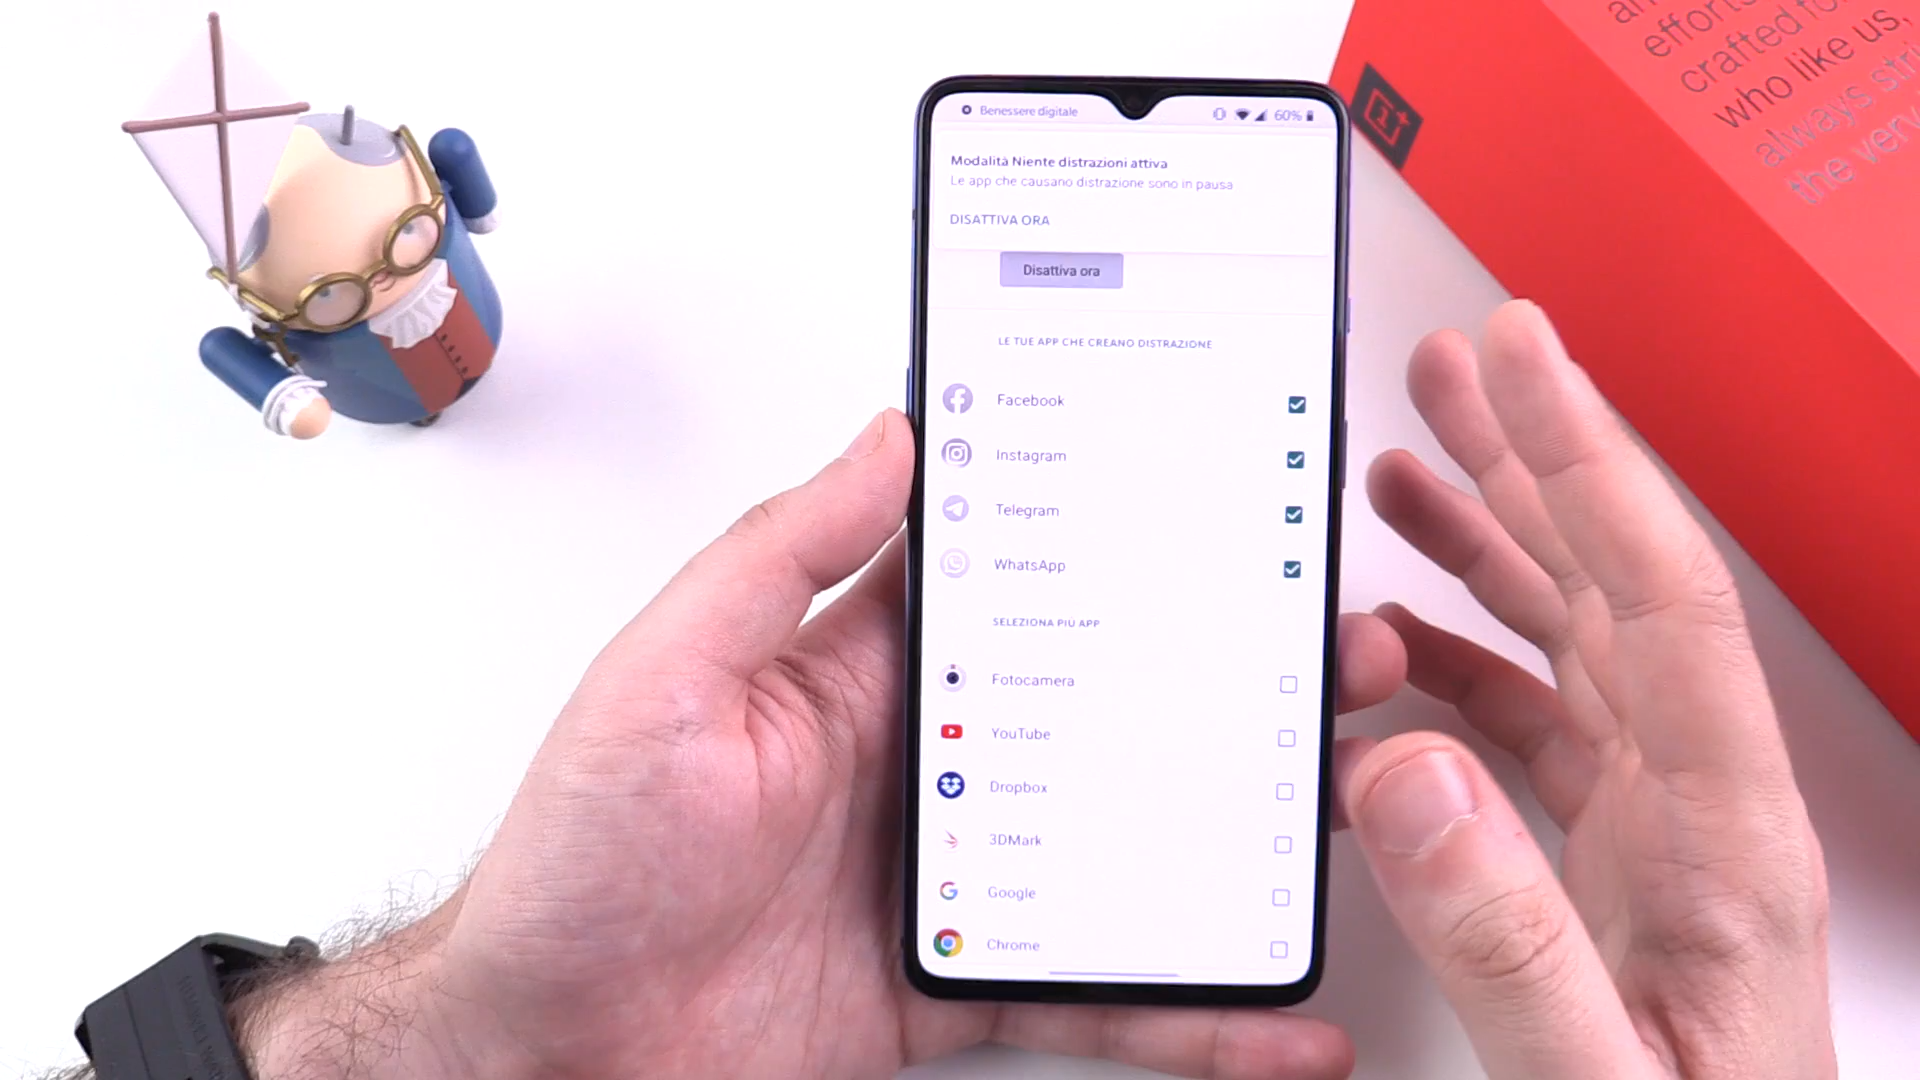 Benessere digitale
60%
Modalità Niente distrazioni attiva
Le app che causano distrazione sono in pausa
DISATTIVA ORA
Disattiva ora
LE TUE APP CHE CREANO DISTRAZIONE
Facebook
Instagram
Telegram
WhatsApp
SELEZIONA PIÙ APP
Fotocamera
YouTube
Dropbox
3DMark
Google
Chrome
efforts
crafted fo
who like us,
always stri
the very